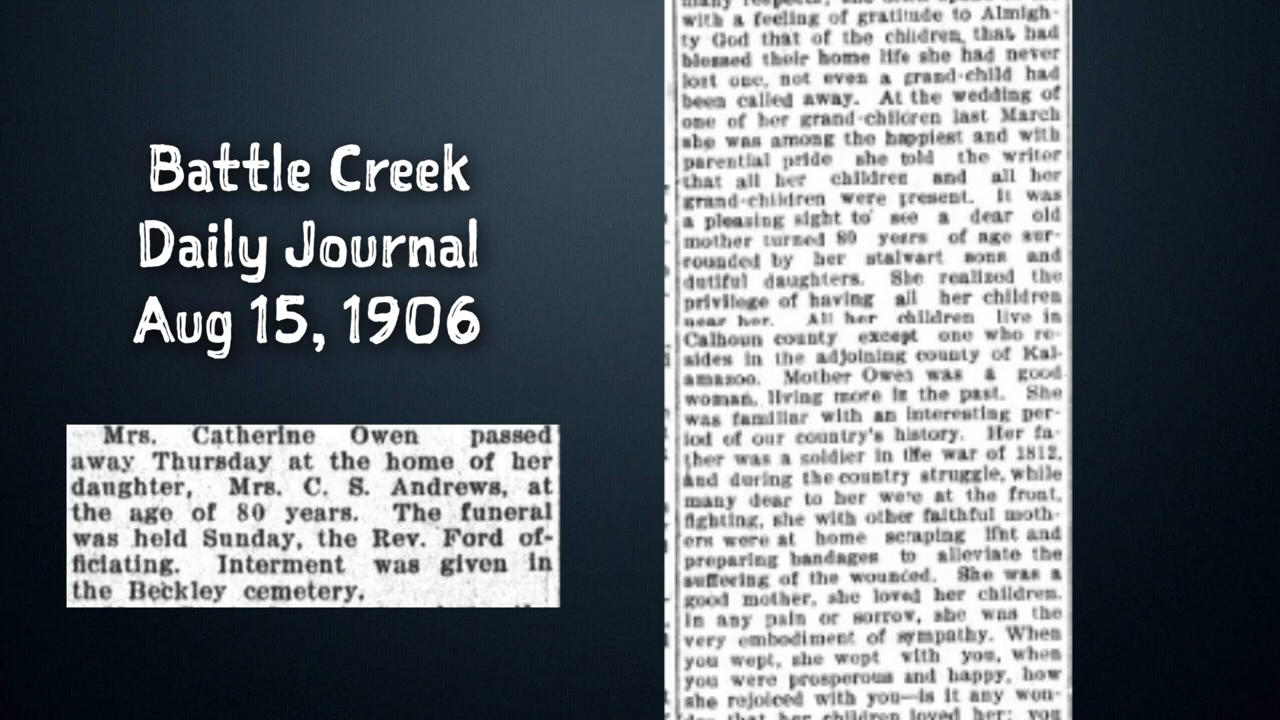 Battle Creek
Daily Journal
Aug 15, 1906
Mrs. Catherine Owen passed
away Thursday at the home of her
daughter, Mrs. C. S. Andrews, at
the age of 80 years. The funeral
was held Sunday, the Rev. Ford of-
ficiating. Interment was given in
the Beckley cemetery.
many respects, she
with a feeling of gratitude to Almigh-
ty God that of the children, that had
blessed their home life she had never
lost one, not even a grand-child had
been called away. At the wedding of
one of her grand-children last March
she was among the happiest and with
parential pride she told the writer
that all her children and all her
grand-children were present. It was
a pleasing sight to see a dear old
mother turned 80 years of age sur-
rounded by her stalwart sons and
dutiful daughters. She realized the
privilege of having all her children
near her. All her children live in
Calhoun county except one who re-
sides in the adjoining county of Kal-
amazoo. Mother Owen was a good
woman, living more in the past. She
was familiar with an interesting per-
iod of our country's history. Her fa-
ther was a soldier in the war of 1812,
and during the country struggle, while
many dear to her were at the front,
fighting, she with other faithful moth-
ers were at home scraping lint and
preparing bandages to alleviate the
suffering of the wounded. She was a
good mother, she loved her children.
In any pain or sorrow, she was the
very embodiment of sympathy. When
you wept, she wept with you, when
you were prosperous and happy, how
she rejoiced with you—is it any won-
der that her children loved her; you